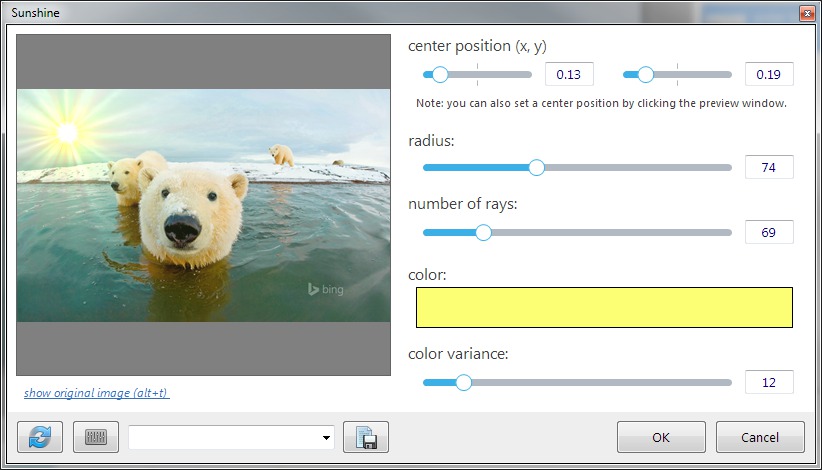 Sunshine
center position (x, y)
0.13
0.19
Note: you can also set a center position by clicking the preview window.
radius:
74
number of rays:
69
color:
bing
color variance:
12
show original image (alt+t)
OK
Cancel